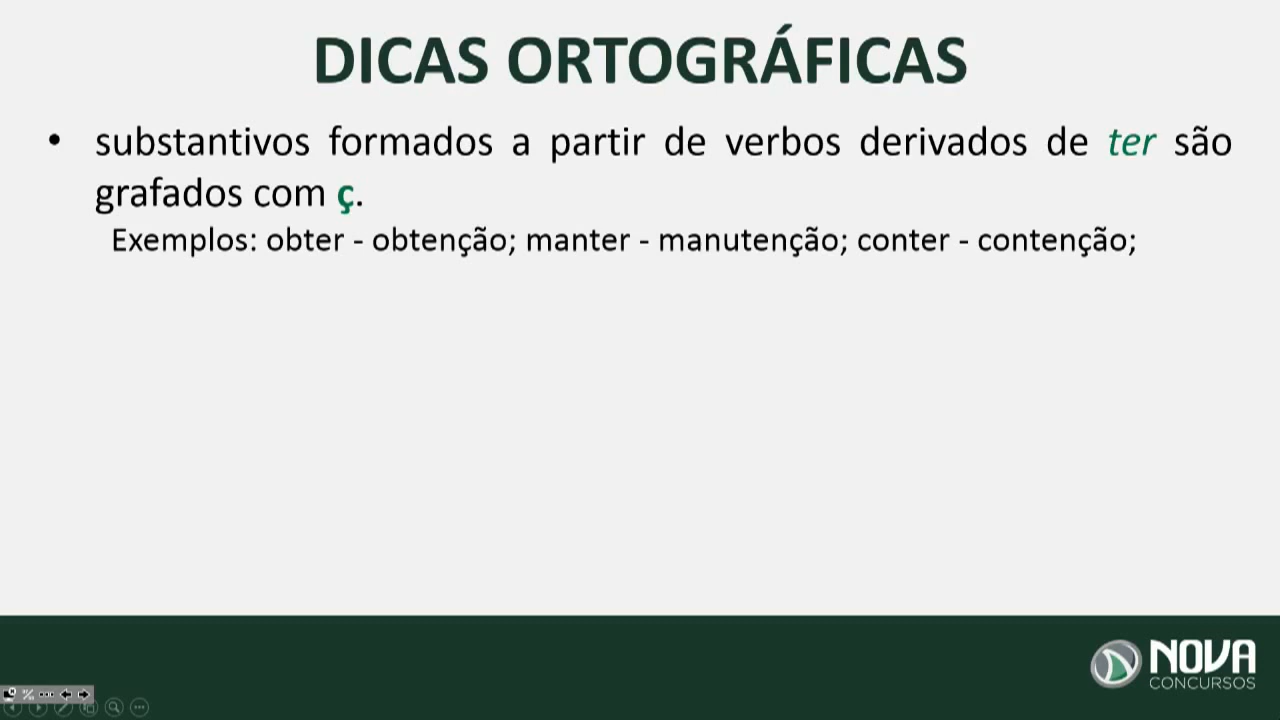 DICAS ORTOGRÁFICAS
• substantivos formados a partir de verbos derivados de ter são
grafados com ç.
Exemplos: obter - obtenção; manter - manutenção; conter - contenção;
NOVA
CONCURSOS